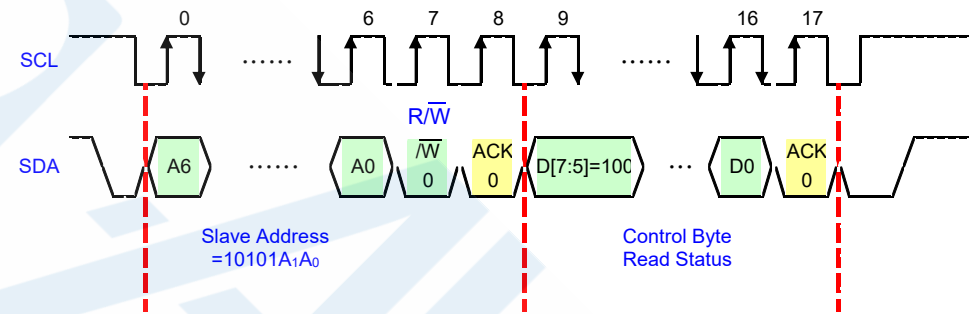 0 6 7 8 9 16 17
SCL ...... ......
R/W̅
SDA A6 ...... A0 /W̅ 0 ACK 0 D[7:5]=100 ... D0 ACK 0
Slave Address
=10101A₁A₀
Control Byte
Read Status